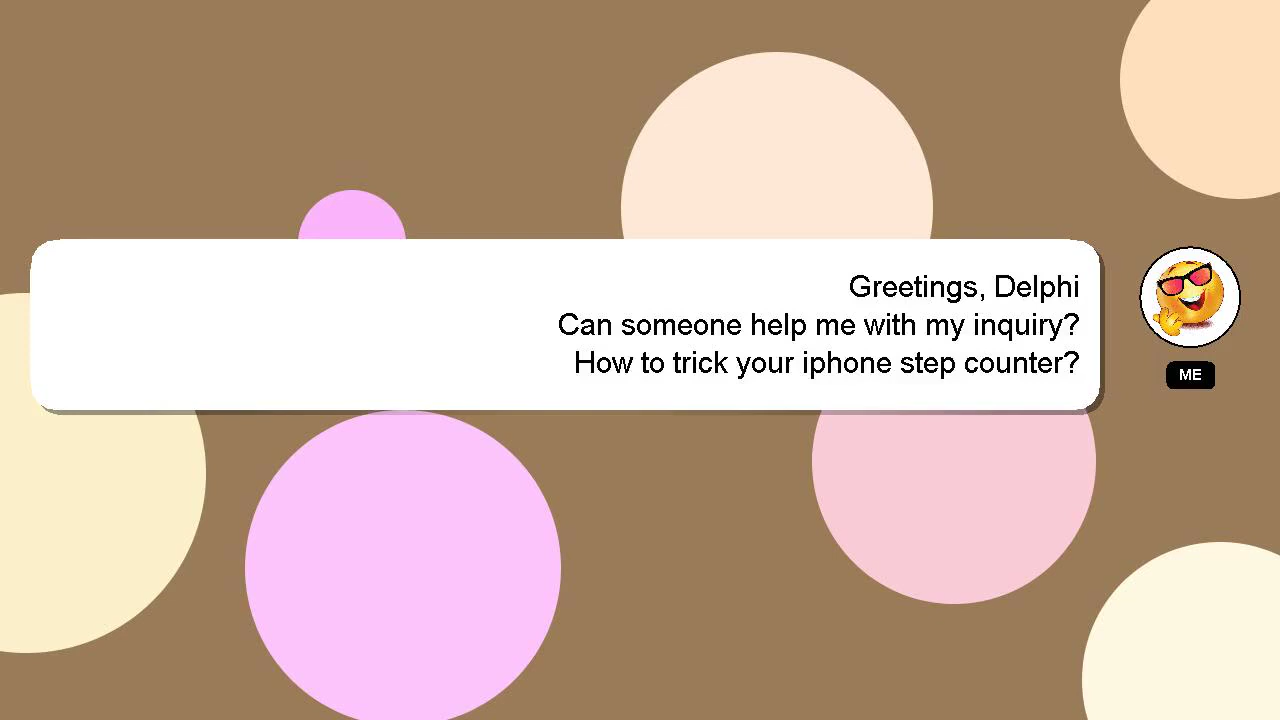 Greetings, Delphi
Can someone help me with my inquiry?
How to trick your iphone step counter?
ME